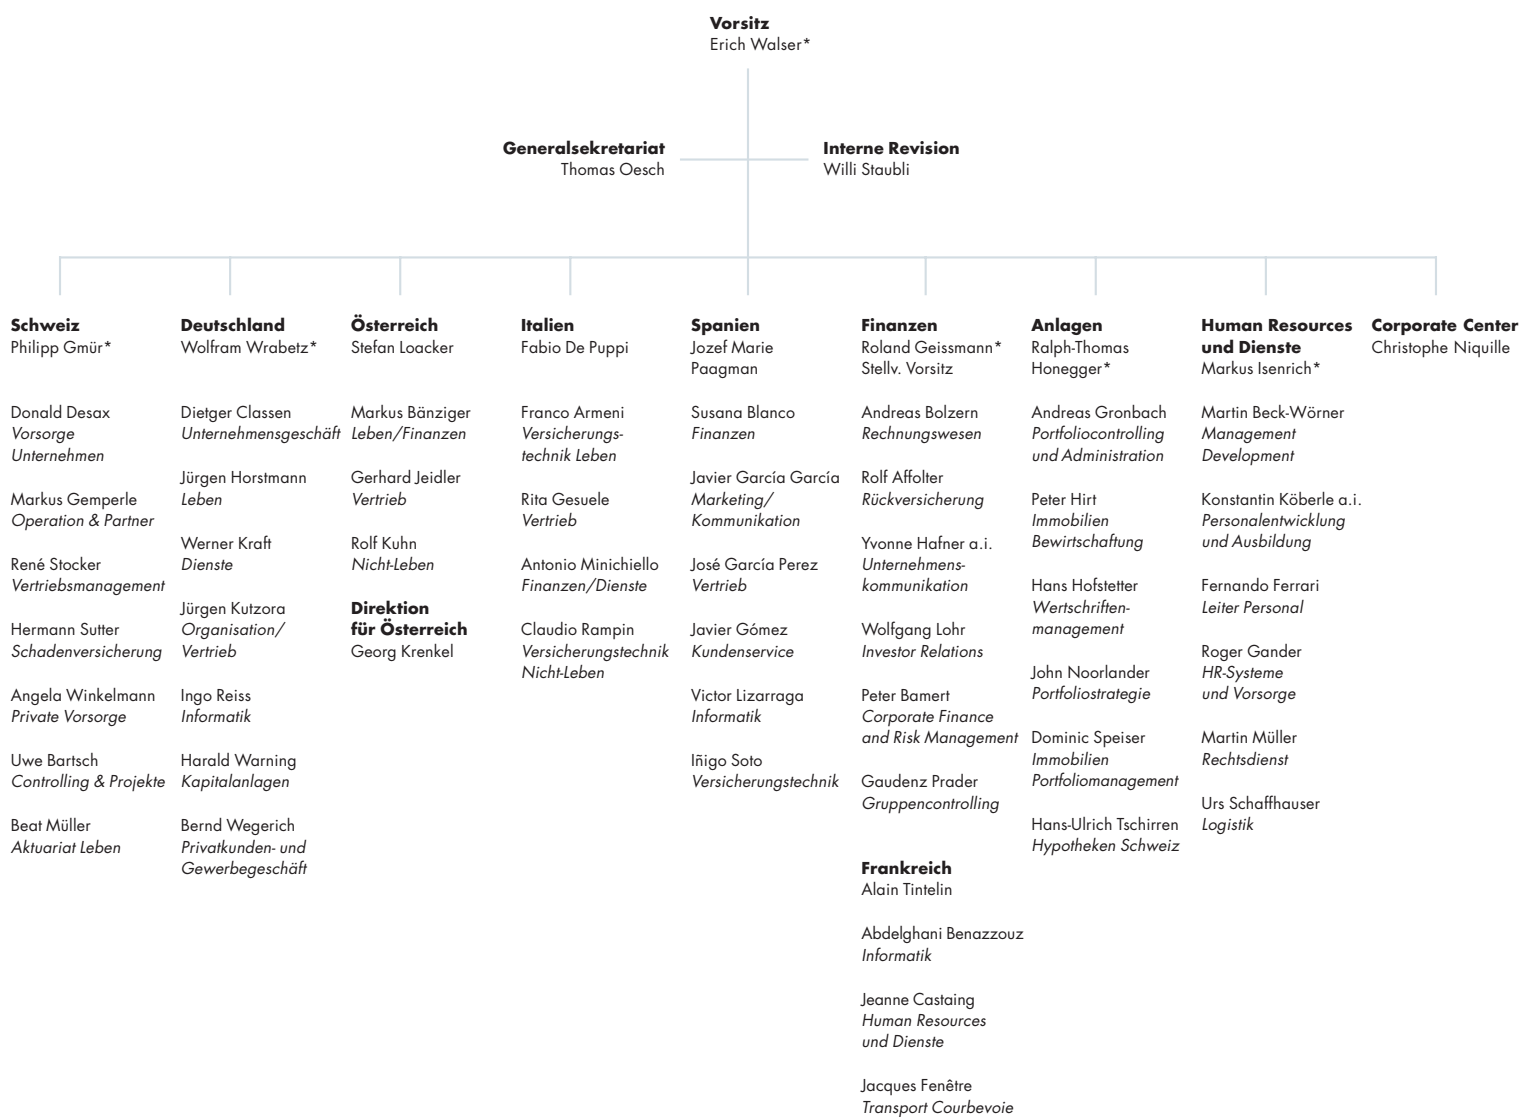 Vorsitz
Erich Walser*
Generalsekretariat
Thomas Oesch
Interne Revision
Willi Staubli
Schweiz
Philipp Gmür*
Donald Desax
Vorsorge
Unternehmen
Markus Gemperle
Operation & Partner
René Stocker
Vertriebsmanagement
Hermann Sutter
Schadenversicherung
Angela Winkelmann
Private Vorsorge
Uwe Bartsch
Controlling & Projekte
Beat Müller
Aktuariat Leben
Deutschland
Wolfram Wrabetz*
Dietger Classen
Unternehmensgeschäft
Jürgen Horstmann
Leben
Werner Kraft
Dienste
Jürgen Kutzora
Organisation/
Vertrieb
Ingo Reiss
Informatik
Harald Warning
Kapitalanlagen
Bernd Wegerich
Privatkunden- und
Gewerbegeschäft
Österreich
Stefan Loacker
Markus Bänziger
Leben/Finanzen
Gerhard Jeidler
Vertrieb
Rolf Kuhn
Nicht-Leben
Direktion
für Österreich
Georg Krenkel
Italien
Fabio De Puppi
Franco Armeni
Versicherungs-
technik Leben
Rita Gesuele
Vertrieb
Antonio Minichiello
Finanzen/Dienste
Claudio Rampin
Versicherungstechnik
Nicht-Leben
Spanien
Jozef Marie
Paagman
Susana Blanco
Finanzen
Javier García García
Marketing/
Kommunikation
José García Perez
Vertrieb
Javier Gómez
Kundenservice
Victor Lizarraga
Informatik
Iñigo Soto
Versicherungstechnik
Finanzen
Roland Geissmann*
Stellv. Vorsitz
Andreas Bolzern
Rechnungswesen
Rolf Affolter
Rückversicherung
Yvonne Hafner a.i.
Unternehmens-
kommunikation
Wolfgang Lohr
Investor Relations
Peter Bamert
Corporate Finance
and Risk Management
Gaudenz Prader
Gruppencontrolling
Frankreich
Alain Tintelin
Abdelghani Benazzouz
Informatik
Jeanne Castaing
Human Resources
und Dienste
Jacques Fenêtre
Transport Courbevoie
Anlagen
Ralph-Thomas
Honegger*
Andreas Gronbach
Portfoliocontrolling
und Administration
Peter Hirt
Immobilien
Bewirtschaftung
Hans Hofstetter
Wertschriften-
management
John Noorlander
Portfoliostrategie
Dominic Speiser
Immobilien
Portfoliomanagement
Hans-Ulrich Tschirren
Hypotheken Schweiz
Human Resources
und Dienste
Markus Isenrich*
Martin Beck-Wörner
Management
Development
Konstantin Köberle a.i.
Personalentwicklung
und Ausbildung
Fernando Ferrari
Leiter Personal
Roger Gander
HR-Systeme
und Vorsorge
Martin Müller
Rechtsdienst
Urs Schaffhauser
Logistik
Corporate Center
Christophe Niquille